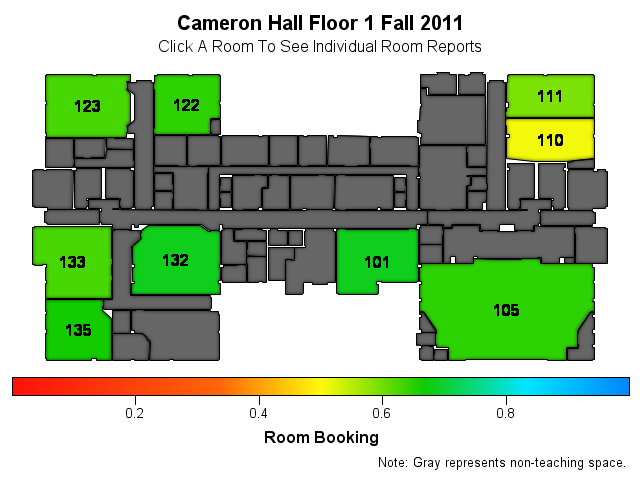 Cameron Hall Floor 1 Fall 2011
Click A Room To See Individual Room Reports
123
122
111
110
133
132
101
105
135
0.2 0.4 0.6 0.8
Room Booking
Note: Gray represents non-teaching space.